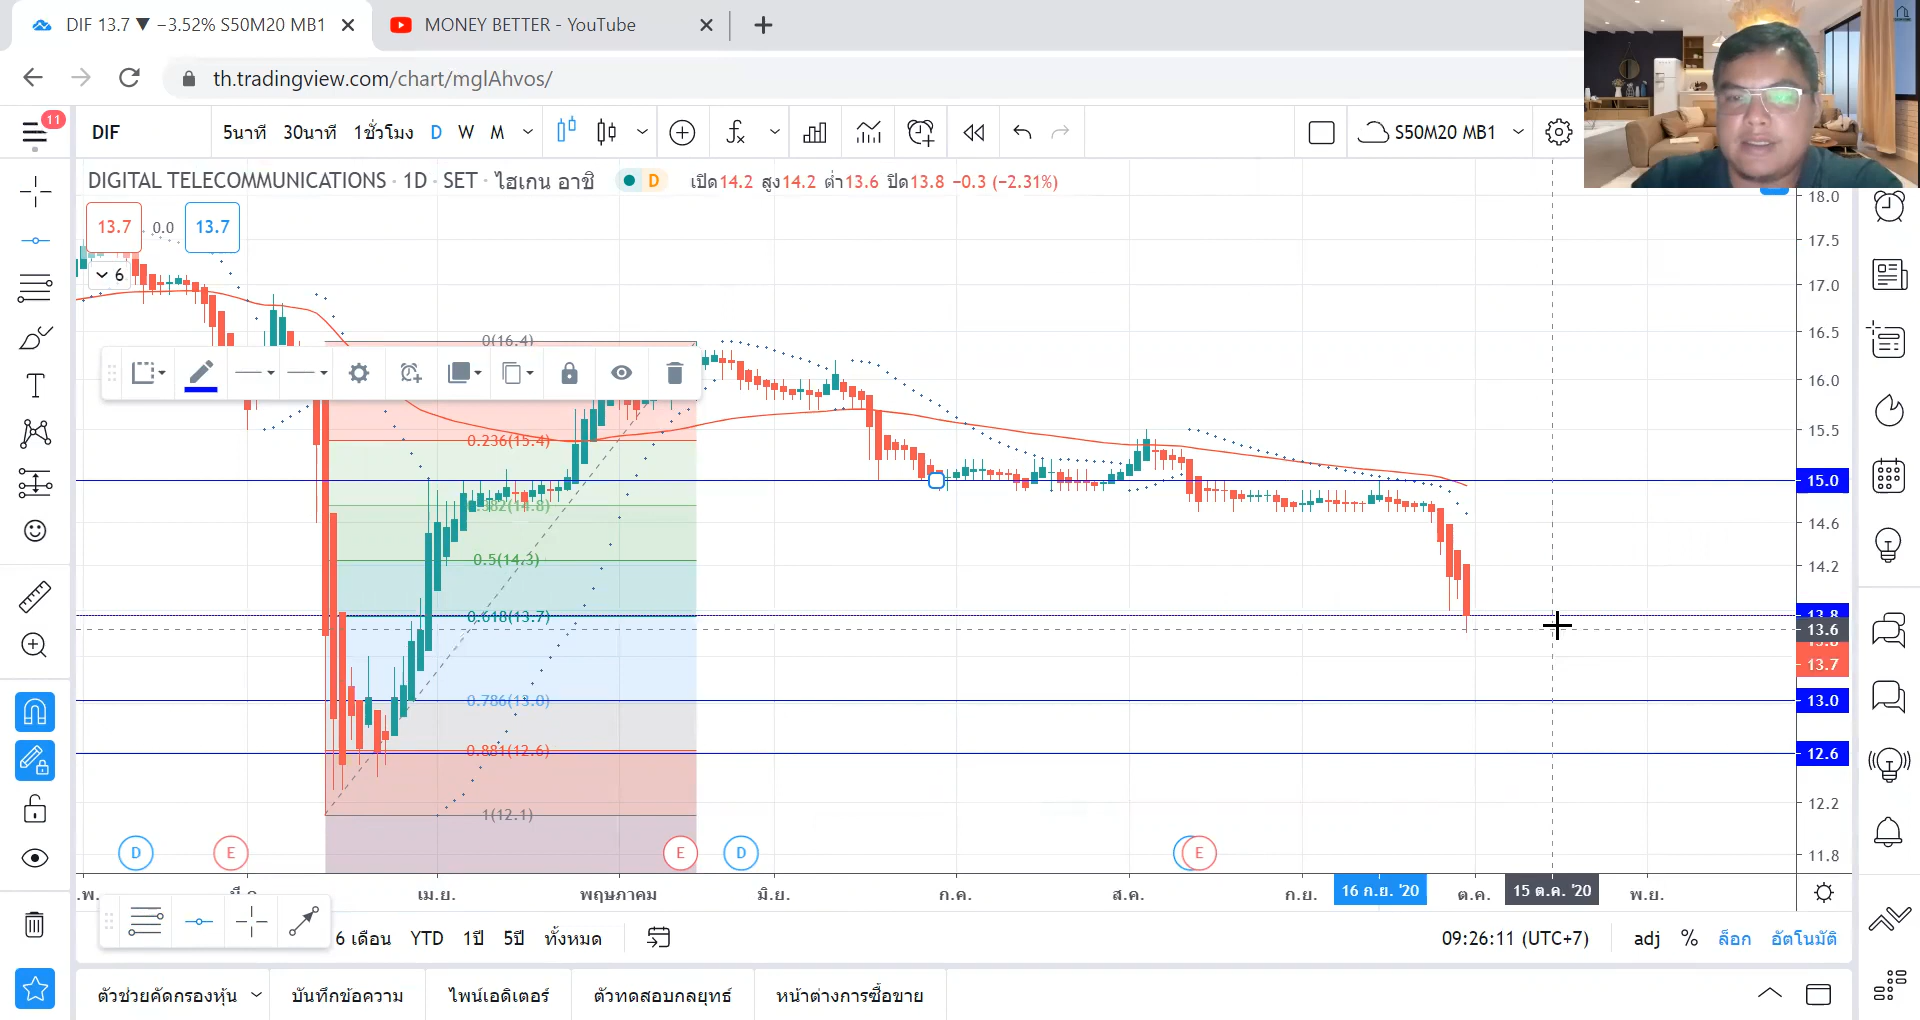 DIF 13.7 ▼ −3.52% S50M20 MB1
MONEY BETTER - YouTube
th.tradingview.com/chart/mglAhvos/
11
DIF
5นาที 30นาที 1ชั่วโมง D W M
S50M20 MB1
DIGITAL TELECOMMUNICATIONS · 1D · SET · ไฮเกน อาชิ
D
เปิด14.2 สูง14.2 ต่ำ13.6 ปิด13.8 −0.3 (−2.31%)
13.7 0.0 13.7
6
18.0
17.5
17.0
16.5
16.0
15.5
15.0
14.6
14.2
13.8
13.6
13.7
13.0
12.6
12.2
11.8
0(16.4)
0.236(15.4)
0.382(14.8)
0.5(14.3)
0.618(13.7)
0.786(13.0)
0.881(12.6)
1(12.1)
D E E D E
เม.ย. พฤษภาคม มิ.ย. ก.ค. ส.ค. ก.ย. 16 ก.ย. '20 ต.ค. 15 ต.ค. '20 พ.ย.
6 เดือน YTD 1ปี 5ปี ทั้งหมด
09:26:11 (UTC+7) adj % ล็อก อัตโนมัติ
ตัวช่วยคัดกรองหุ้น บันทึกข้อความ ไพน์เอดิเตอร์ ตัวทดสอบกลยุทธ์ หน้าต่างการซื้อขาย